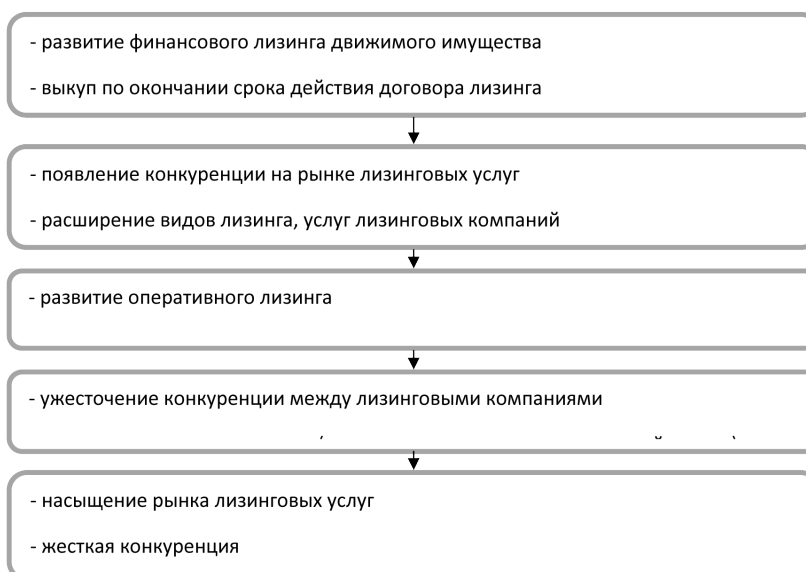 - развитие финансового лизинга движимого имущества
- выкуп по окончании срока действия договора лизинга
- появление конкуренции на рынке лизинговых услуг
- расширение видов лизинга, услуг лизинговых компаний
- развитие оперативного лизинга
- ужесточение конкуренции между лизинговыми компаниями
- насыщение рынка лизинговых услуг
- жесткая конкуренция